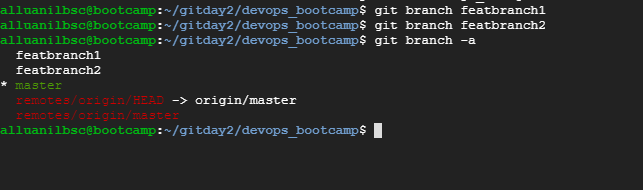 alluanilbsc@bootcamp:~/gitday2/devops_bootcamp$ git branch featbranch1
alluanilbsc@bootcamp:~/gitday2/devops_bootcamp$ git branch featbranch2
alluanilbsc@bootcamp:~/gitday2/devops_bootcamp$ git branch -a
  featbranch1
  featbranch2
* master
  remotes/origin/HEAD -> origin/master
  remotes/origin/master
alluanilbsc@bootcamp:~/gitday2/devops_bootcamp$